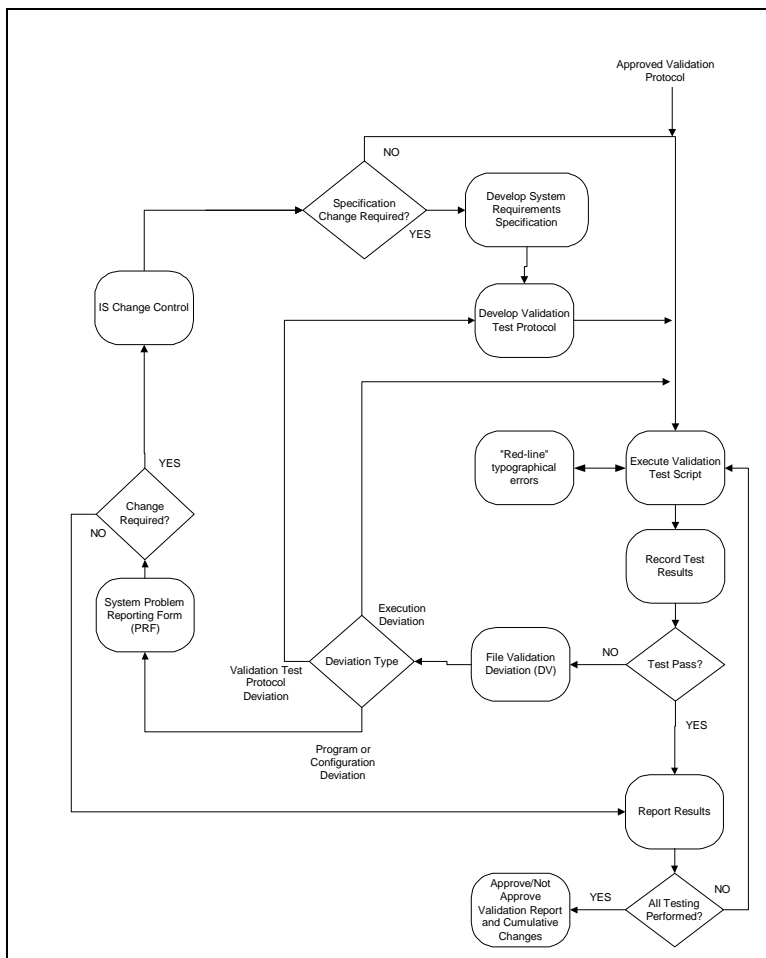 Approved Validation
Protocol
NO
Specification
Change Required?
YES
Develop System
Requirements
Specification
IS Change Control
Develop Validation
Test Protocol
"Red-line"
typographical
errors
Execute Validation
Test Script
YES
Change
Required?
NO
Record Test
Results
System Problem
Reporting Form
(PRF)
Execution
Deviation
Deviation Type
File Validation
Deviation (DV)
NO
Test Pass?
Validation Test
Protocol
Deviation
YES
Program or
Configuration
Deviation
Report Results
Approve/Not
Approve
Validation Report
and Cumulative
Changes
YES
All Testing
Performed?
NO